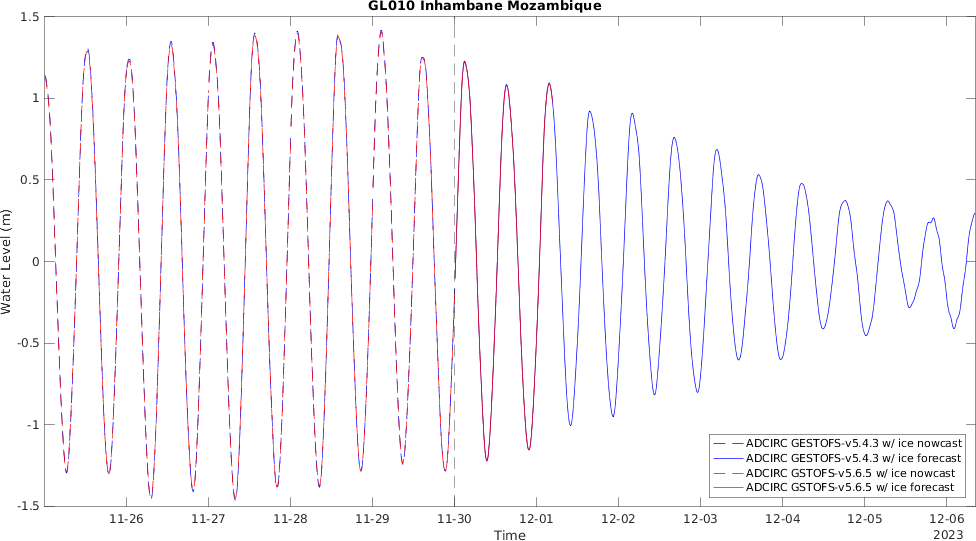 GL010 Inhambane Mozambique
1.5
1
0.5
0
-0.5
-1
-1.5
Water Level (m)
11-26 11-27 11-28 11-29 11-30 12-01 12-02 12-03 12-04 12-05 12-06
2023
Time
ADCIRC GESTOFS-v5.4.3 w/ ice nowcast
ADCIRC GESTOFS-v5.4.3 w/ ice forecast
ADCIRC GSTOFS-v5.6.5 w/ ice nowcast
ADCIRC GSTOFS-v5.6.5 w/ ice forecast